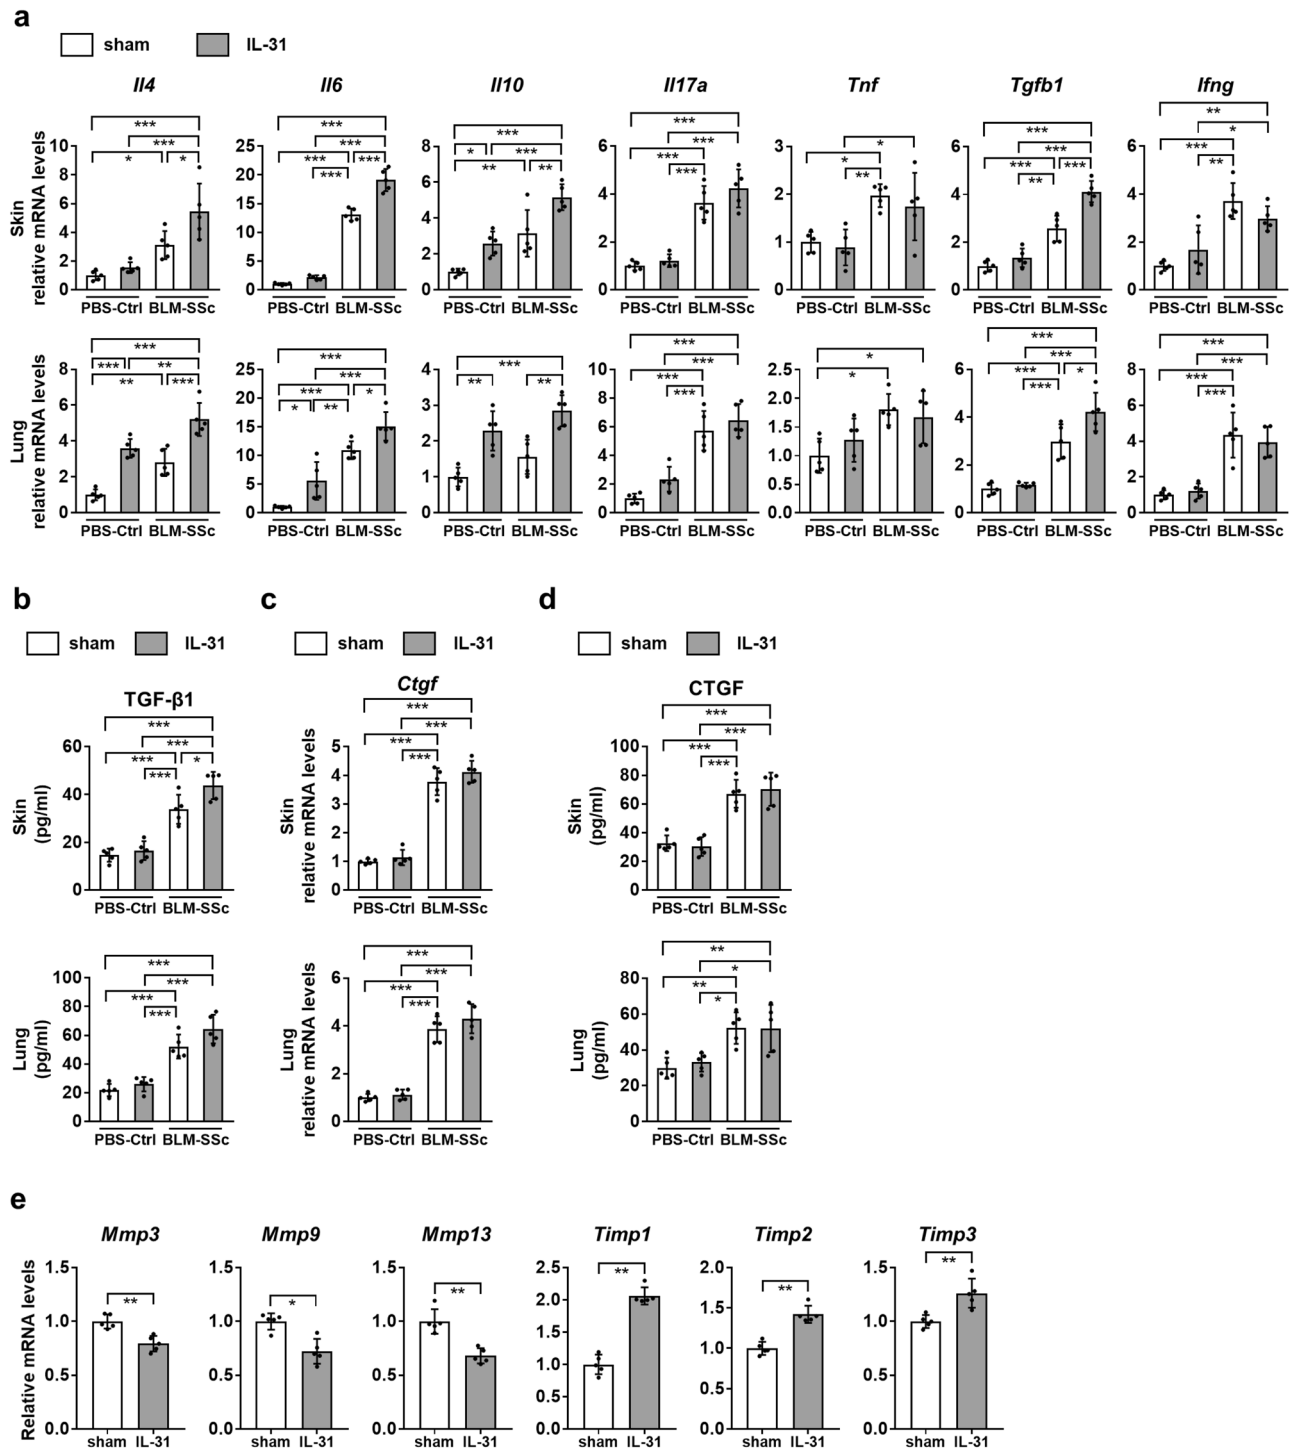 a
sham IL-31
Il4 Il6 Il10 Il17a Tnf Tgfb1 Ifng
Skin
relative mRNA levels
*** *** *** *** * *** **
*** *** *** *** * *** *
* * *** *** * * ** ** *** *** ** *** *** *** **
*** **
10 8 6 4 2 0
25 20 15 10 5 0
8 6 4 2 0
6 4 2 0
3 2 1 0
6 4 2 0
6 4 2 0
PBS-Ctrl BLM-SSc PBS-Ctrl BLM-SSc PBS-Ctrl BLM-SSc PBS-Ctrl BLM-SSc PBS-Ctrl BLM-SSc PBS-Ctrl BLM-SSc PBS-Ctrl BLM-SSc
Lung
relative mRNA levels
*** *** *** *** * *** ***
*** ** *** ** ** *** * *** ***
** *** *** * *** *** * ***
* ** *** ***
8 6 4 2 0
25 20 15 10 5 0
4 3 2 1 0
10 8 6 4 2 0
2.5 2.0 1.5 1.0 0.5 0.0
6 4 2 0
8 6 4 2 0
PBS-Ctrl BLM-SSc PBS-Ctrl BLM-SSc PBS-Ctrl BLM-SSc PBS-Ctrl BLM-SSc PBS-Ctrl BLM-SSc PBS-Ctrl BLM-SSc PBS-Ctrl BLM-SSc
b
sham IL-31
TGF-β1
***
***
*** *
***
Skin
(pg/ml)
60 40 20 0
PBS-Ctrl BLM-SSc
***
***
***
***
Lung
(pg/ml)
100 80 60 40 20 0
PBS-Ctrl BLM-SSc
c
sham IL-31
Ctgf
***
***
***
***
Skin
relative mRNA levels
5 4 3 2 1 0
PBS-Ctrl BLM-SSc
***
***
***
***
Lung
relative mRNA levels
6 4 2 0
PBS-Ctrl BLM-SSc
d
sham IL-31
CTGF
***
***
***
***
Skin
(pg/ml)
100 80 60 40 20 0
PBS-Ctrl BLM-SSc
**
*
**
*
Lung
(pg/ml)
80 60 40 20 0
PBS-Ctrl BLM-SSc
e
Mmp3 Mmp9 Mmp13 Timp1 Timp2 Timp3
Relative mRNA levels
** * ** ** ** **
1.5 1.0 0.5 0.0
1.5 1.0 0.5 0.0
1.5 1.0 0.5 0.0
2.5 2.0 1.5 1.0 0.5 0.0
2.0 1.5 1.0 0.5 0.0
1.5 1.0 0.5 0.0
sham IL-31 sham IL-31 sham IL-31 sham IL-31 sham IL-31 sham IL-31